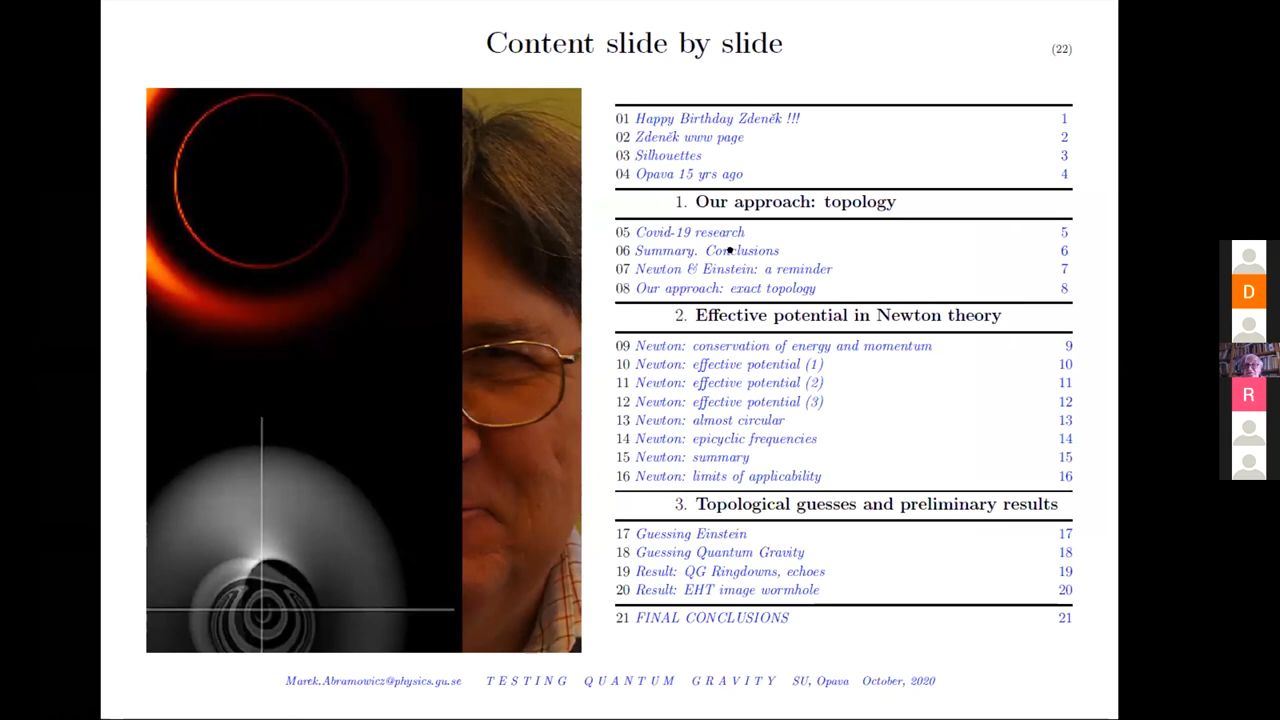 Content slide by slide
(22)
01 Happy Birthday Zdeněk !!! 1
02 Zdeněk www page 2
03 Silhouettes 3
04 Opava 15 yrs ago 4
1. Our approach: topology
05 Covid-19 research 5
06 Summary. Conclusions 6
07 Newton & Einstein: a reminder 7
08 Our approach: exact topology 8
2. Effective potential in Newton theory
09 Newton: conservation of energy and momentum 9
10 Newton: effective potential (1) 10
11 Newton: effective potential (2) 11
12 Newton: effective potential (3) 12
13 Newton: almost circular 13
14 Newton: epicyclic frequencies 14
15 Newton: summary 15
16 Newton: limits of applicability 16
3. Topological guesses and preliminary results
17 Guessing Einstein 17
18 Guessing Quantum Gravity 18
19 Result: QG Ringdowns, echoes 19
20 Result: EHT image wormhole 20
21 FINAL CONCLUSIONS 21
Marek.Abramowicz@physics.gu.se TESTING QUANTUM GRAVITY SU, Opava October, 2020
D
R